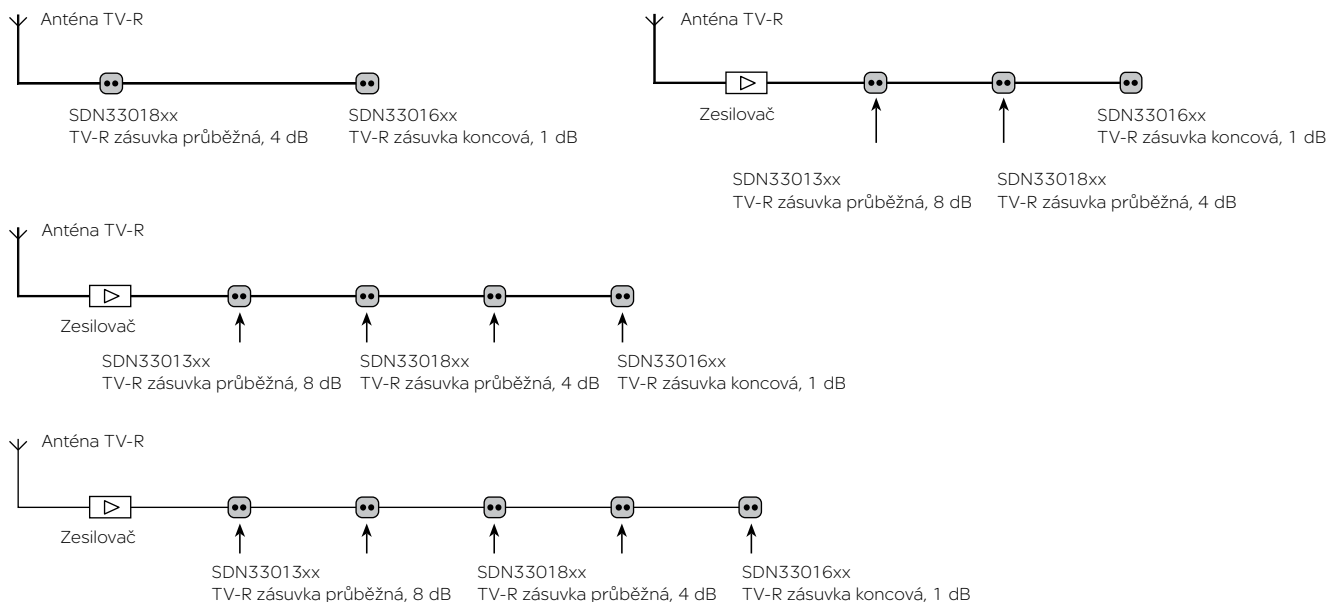 Anténa TV-R
SDN33018xx
TV-R zásuvka průběžná, 4 dB
SDN33016xx
TV-R zásuvka koncová, 1 dB
Anténa TV-R
Zesilovač
SDN33016xx
TV-R zásuvka koncová, 1 dB
SDN33013xx
TV-R zásuvka průběžná, 8 dB
SDN33018xx
TV-R zásuvka průběžná, 4 dB
Anténa TV-R
Zesilovač
SDN33013xx
TV-R zásuvka průběžná, 8 dB
SDN33018xx
TV-R zásuvka průběžná, 4 dB
SDN33016xx
TV-R zásuvka koncová, 1 dB
Anténa TV-R
Zesilovač
SDN33013xx
TV-R zásuvka průběžná, 8 dB
SDN33018xx
TV-R zásuvka průběžná, 4 dB
SDN33016xx
TV-R zásuvka koncová, 1 dB